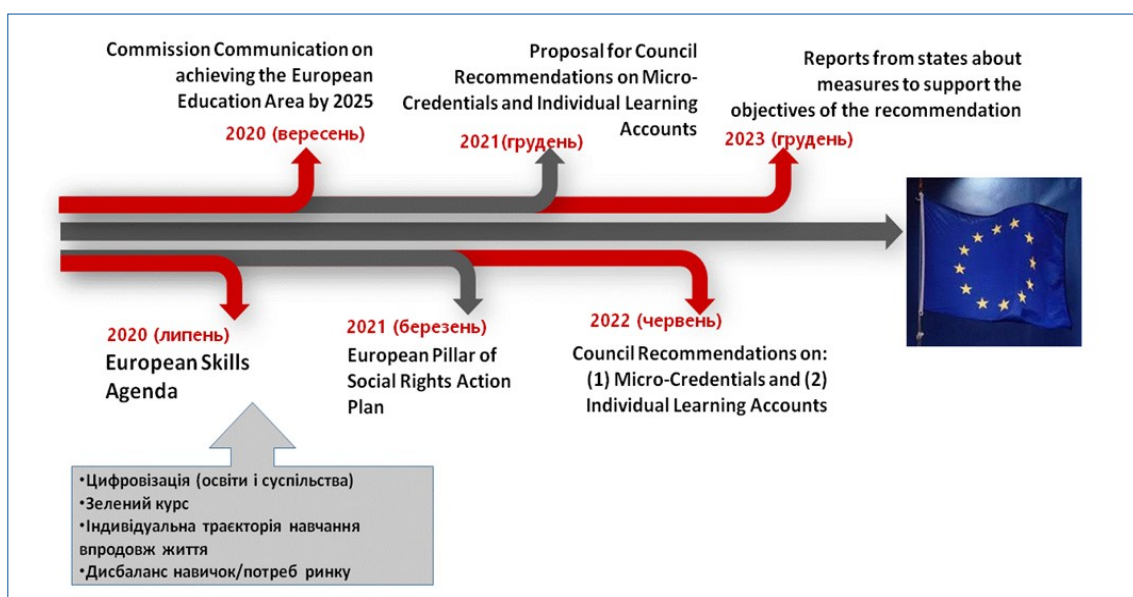 Commission Communication on
achieving the European
Education Area by 2025
2020 (вересень)
Proposal for Council
Recommendations on Micro-
Credentials and Individual Learning
Accounts
2021(грудень)
Reports from states about
measures to support the
objectives of the recommendation
2023 (грудень)
2020 (липень)
European Skills
Agenda
2021 (березень)
European Pillar of
Social Rights Action
Plan
2022 (червень)
Council Recommendations on:
(1) Micro-Credentials and (2)
Individual Learning Accounts
•Цифровізація (освіти і суспільства)
•Зелений курс
•Індивідуальна траєкторія навчання
впродовж життя
•Дисбаланс навичок/потреб ринку